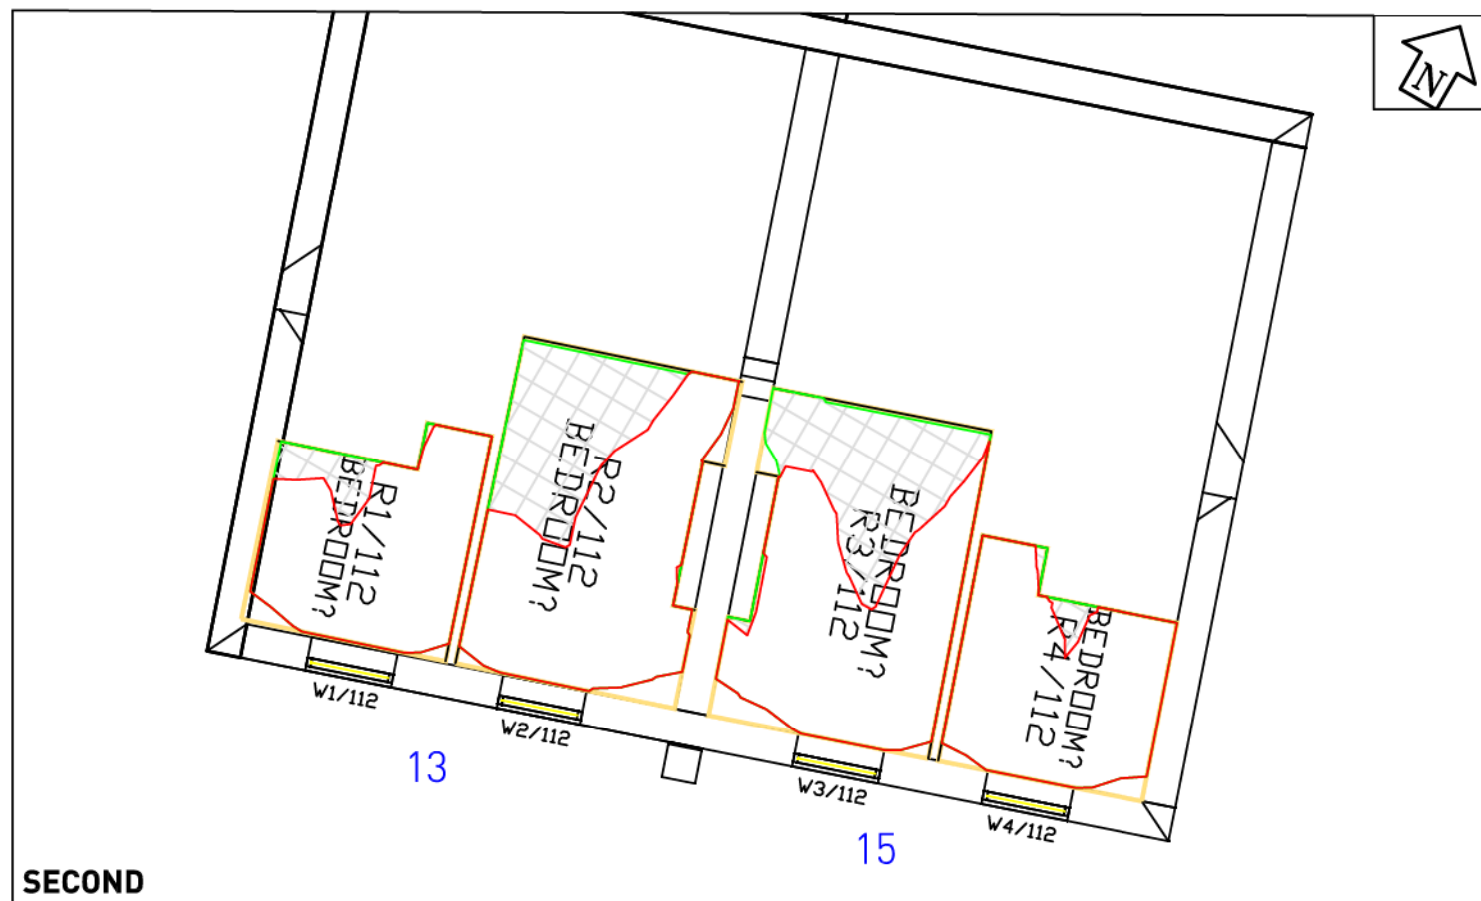 N
R1/112
BEDROOM?
R2/112
BEDROOM?
BEDROOM?
R3/112
BEDROOM?
R4/112
W1/112
W2/112
W3/112
W4/112
13
15
SECOND